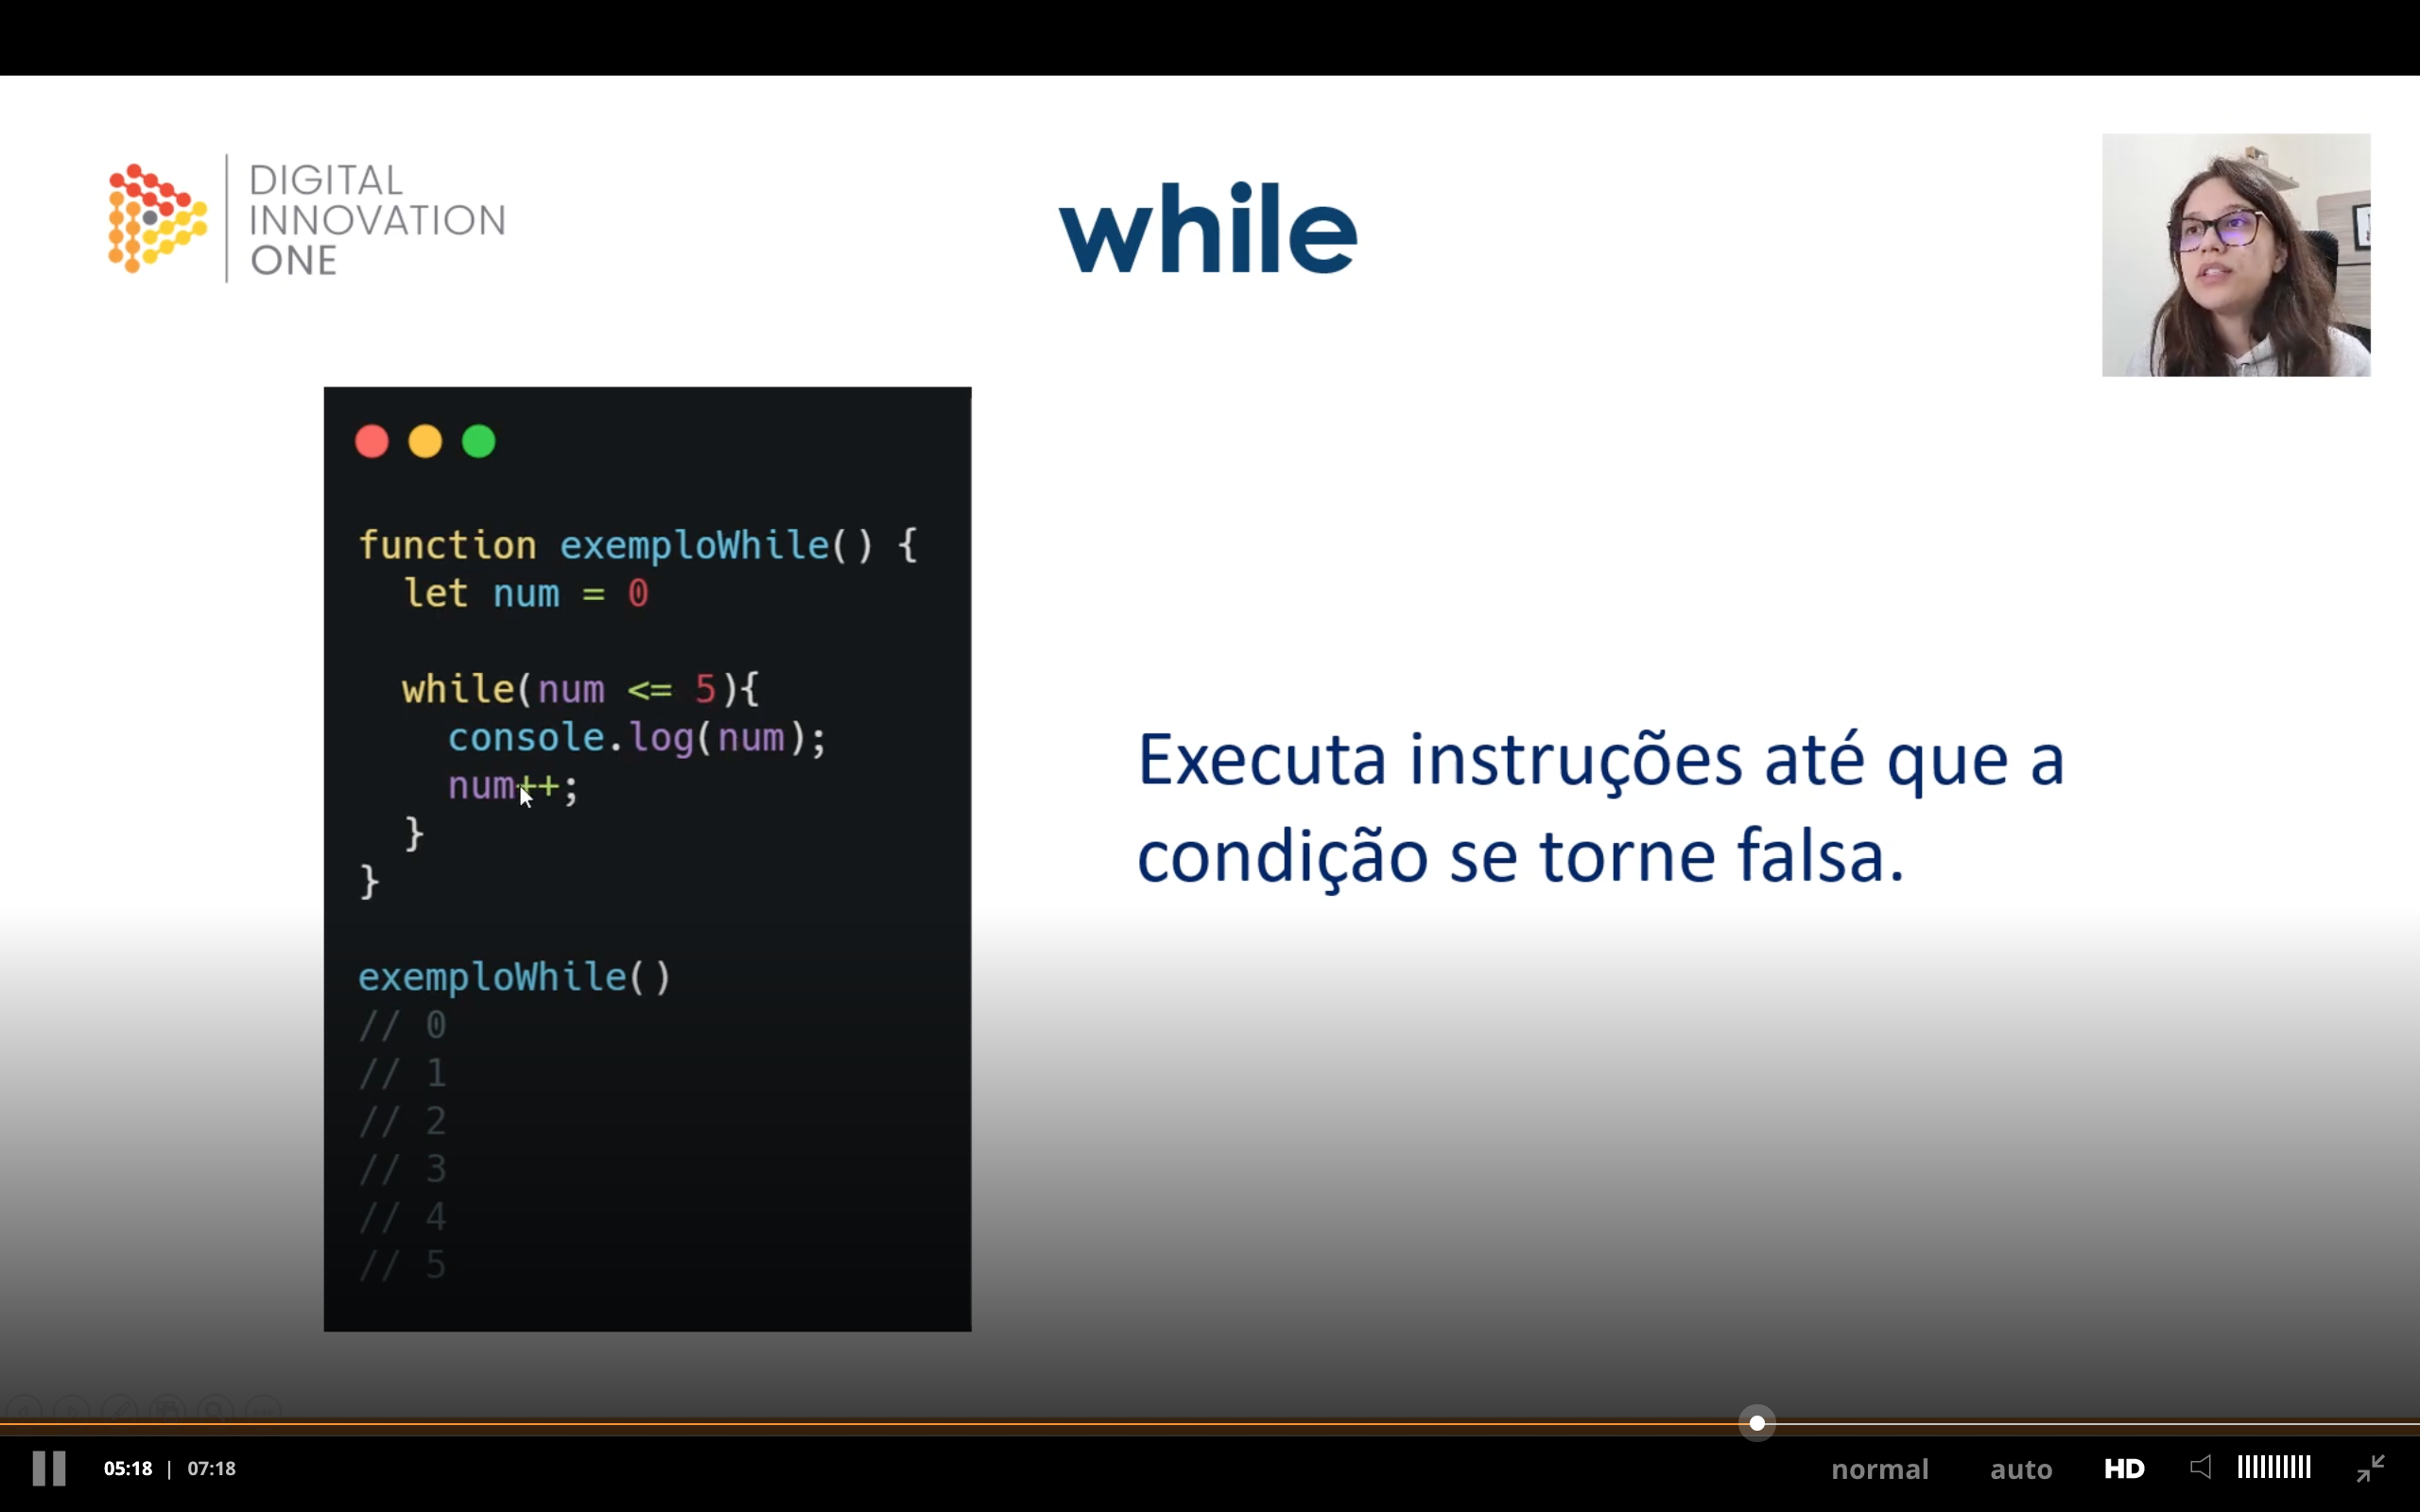 DIGITAL
INNOVATION
ONE
while
function exemploWhile() {
let num = 0
while(num <= 5){
console.log(num);
num++;
}
}
exemploWhile()
// 0
// 1
// 2
// 3
// 4
// 5
Executa instruções até que a
condição se torne falsa.
05:18 | 07:18
normal auto HD